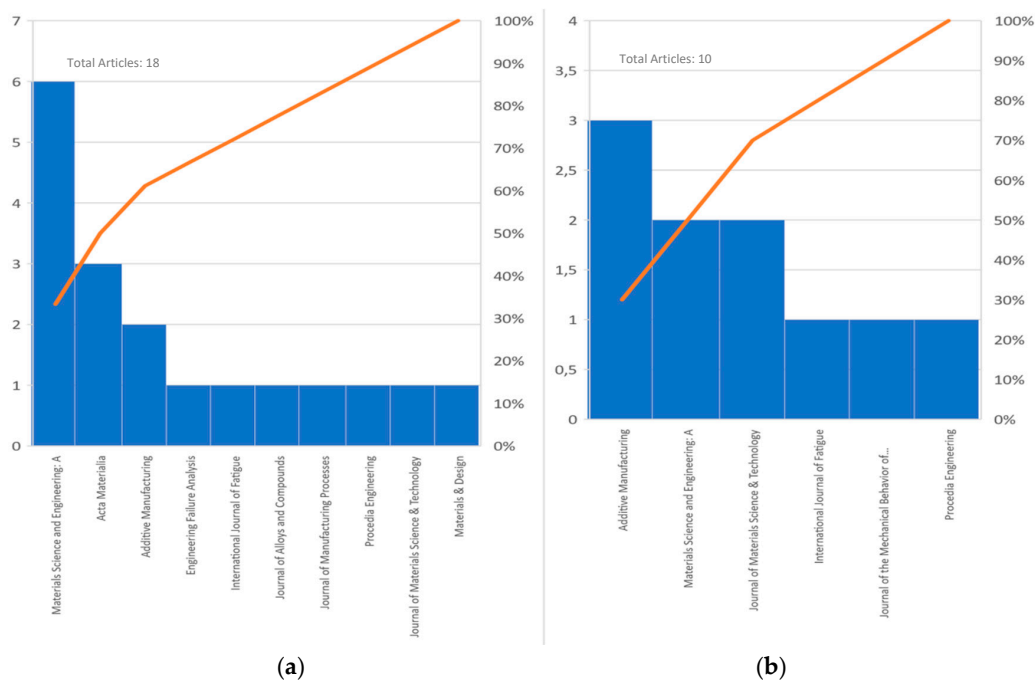 7
6
5
4
3
2
1
0
Total Articles: 18
100%
90%
80%
70%
60%
50%
40%
30%
20%
10%
0%
Materials Science and Engineering: A
Acta Materialia
Additive Manufacturing
Engineering Failure Analysis
International Journal of Fatigue
Journal of Alloys and Compounds
Journal of Manufacturing Processes
Procedia Engineering
Journal of Materials Science & Technology
Materials & Design
(a)
4
3,5
3
2,5
2
1,5
1
0,5
0
Total Articles: 10
100%
90%
80%
70%
60%
50%
40%
30%
20%
10%
0%
Additive Manufacturing
Materials Science and Engineering: A
Journal of Materials Science & Technology
International Journal of Fatigue
Journal of the Mechanical Behavior of...
Procedia Engineering
(b)